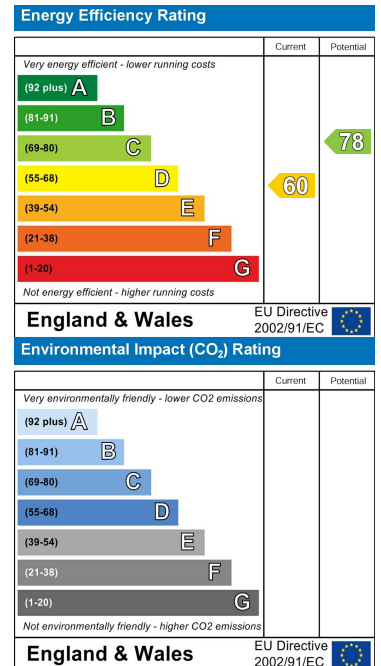 Energy Efficiency Rating
Current Potential
Very energy efficient - lower running costs
(92 plus) A
(81-91) B
(69-80) C
78
(55-68) D
60
(39-54) E
(21-38) F
(1-20) G
Not energy efficient - higher running costs
England & Wales
EU Directive
2002/91/EC
Environmental Impact (CO₂) Rating
Current Potential
Very environmentally friendly - lower CO2 emissions
(92 plus) A
(81-91) B
(69-80) C
(55-68) D
(39-54) E
(21-38) F
(1-20) G
Not environmentally friendly - higher CO2 emissions
England & Wales
EU Directive
2002/91/EC